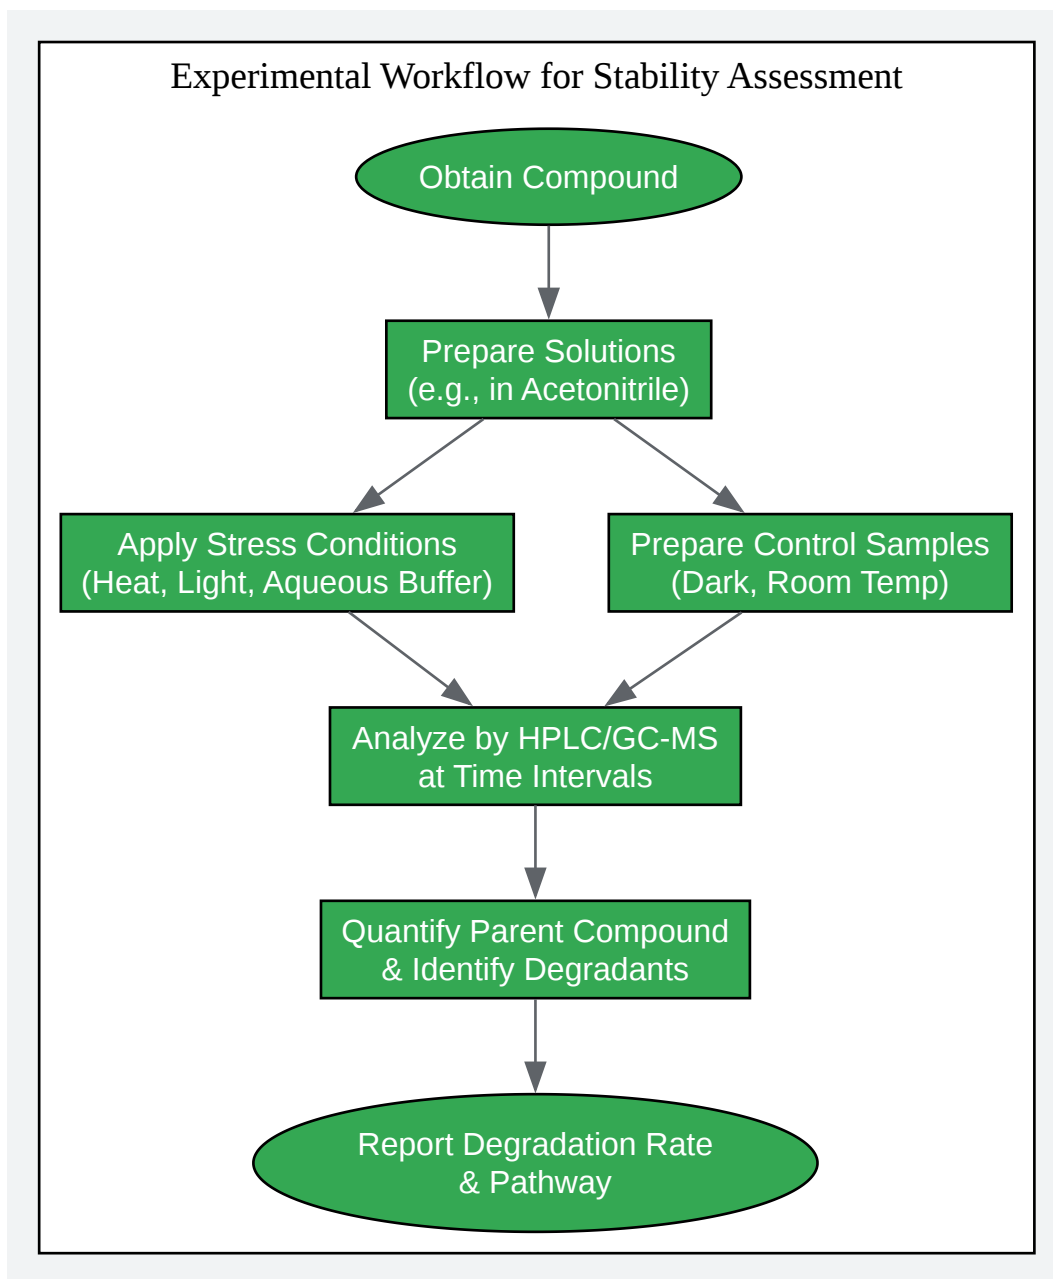 Experimental Workflow for Stability Assessment
Obtain Compound
Prepare Solutions
(e.g., in Acetonitrile)
Apply Stress Conditions
(Heat, Light, Aqueous Buffer)
Prepare Control Samples
(Dark, Room Temp)
Analyze by HPLC/GC-MS
at Time Intervals
Quantify Parent Compound
& Identify Degradants
Report Degradation Rate
& Pathway